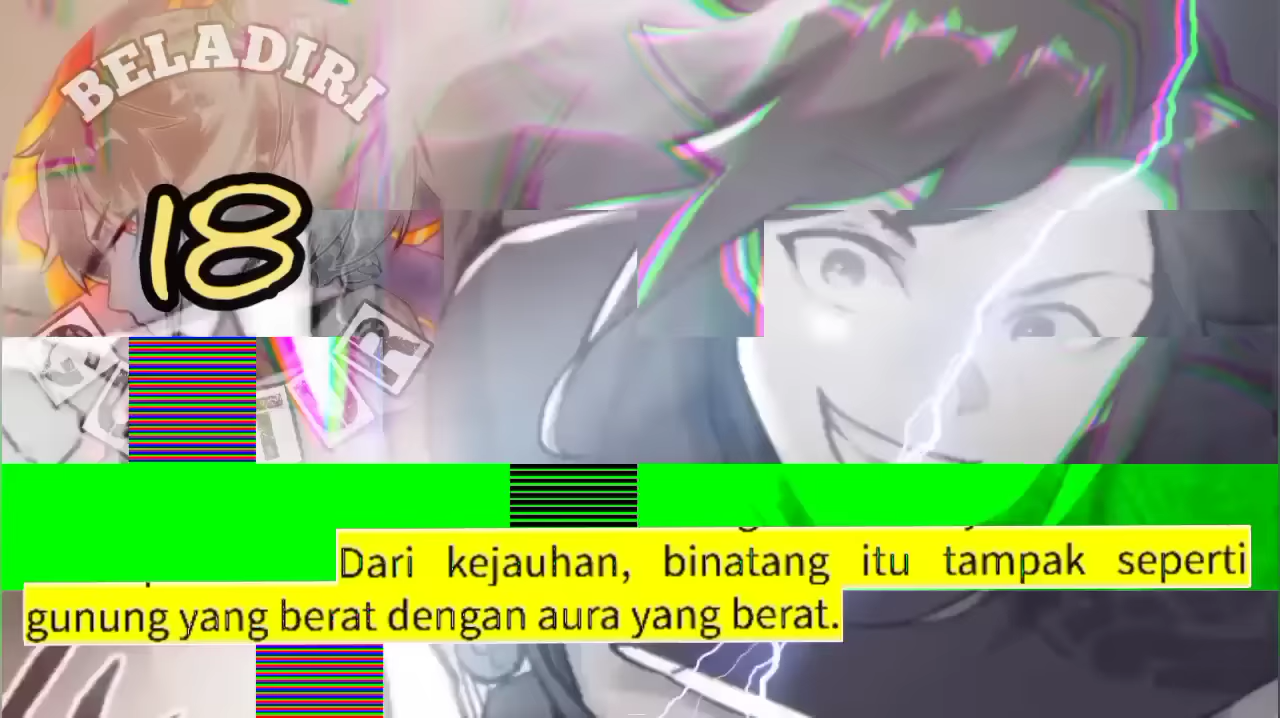 BELADIRI
18
Dari kejauhan, binatang itu tampak seperti
gunung yang berat dengan aura yang berat.